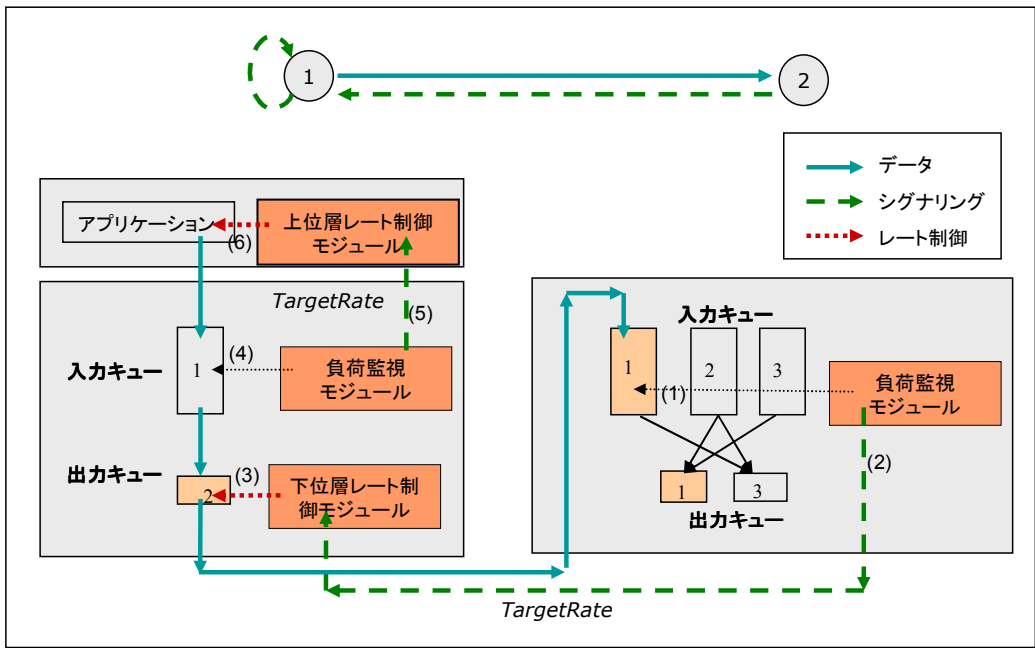 1
2
データ
シグナリング
レート制御
アプリケーション
(6)
上位層レート制御
モジュール
TargetRate
(5)
入力キュー
1
(4)
負荷監視
モジュール
出力キュー
2
(3)
下位層レート制
御モジュール
入力キュー
1
2
3
(1)
負荷監視
モジュール
(2)
1
3
出力キュー
TargetRate